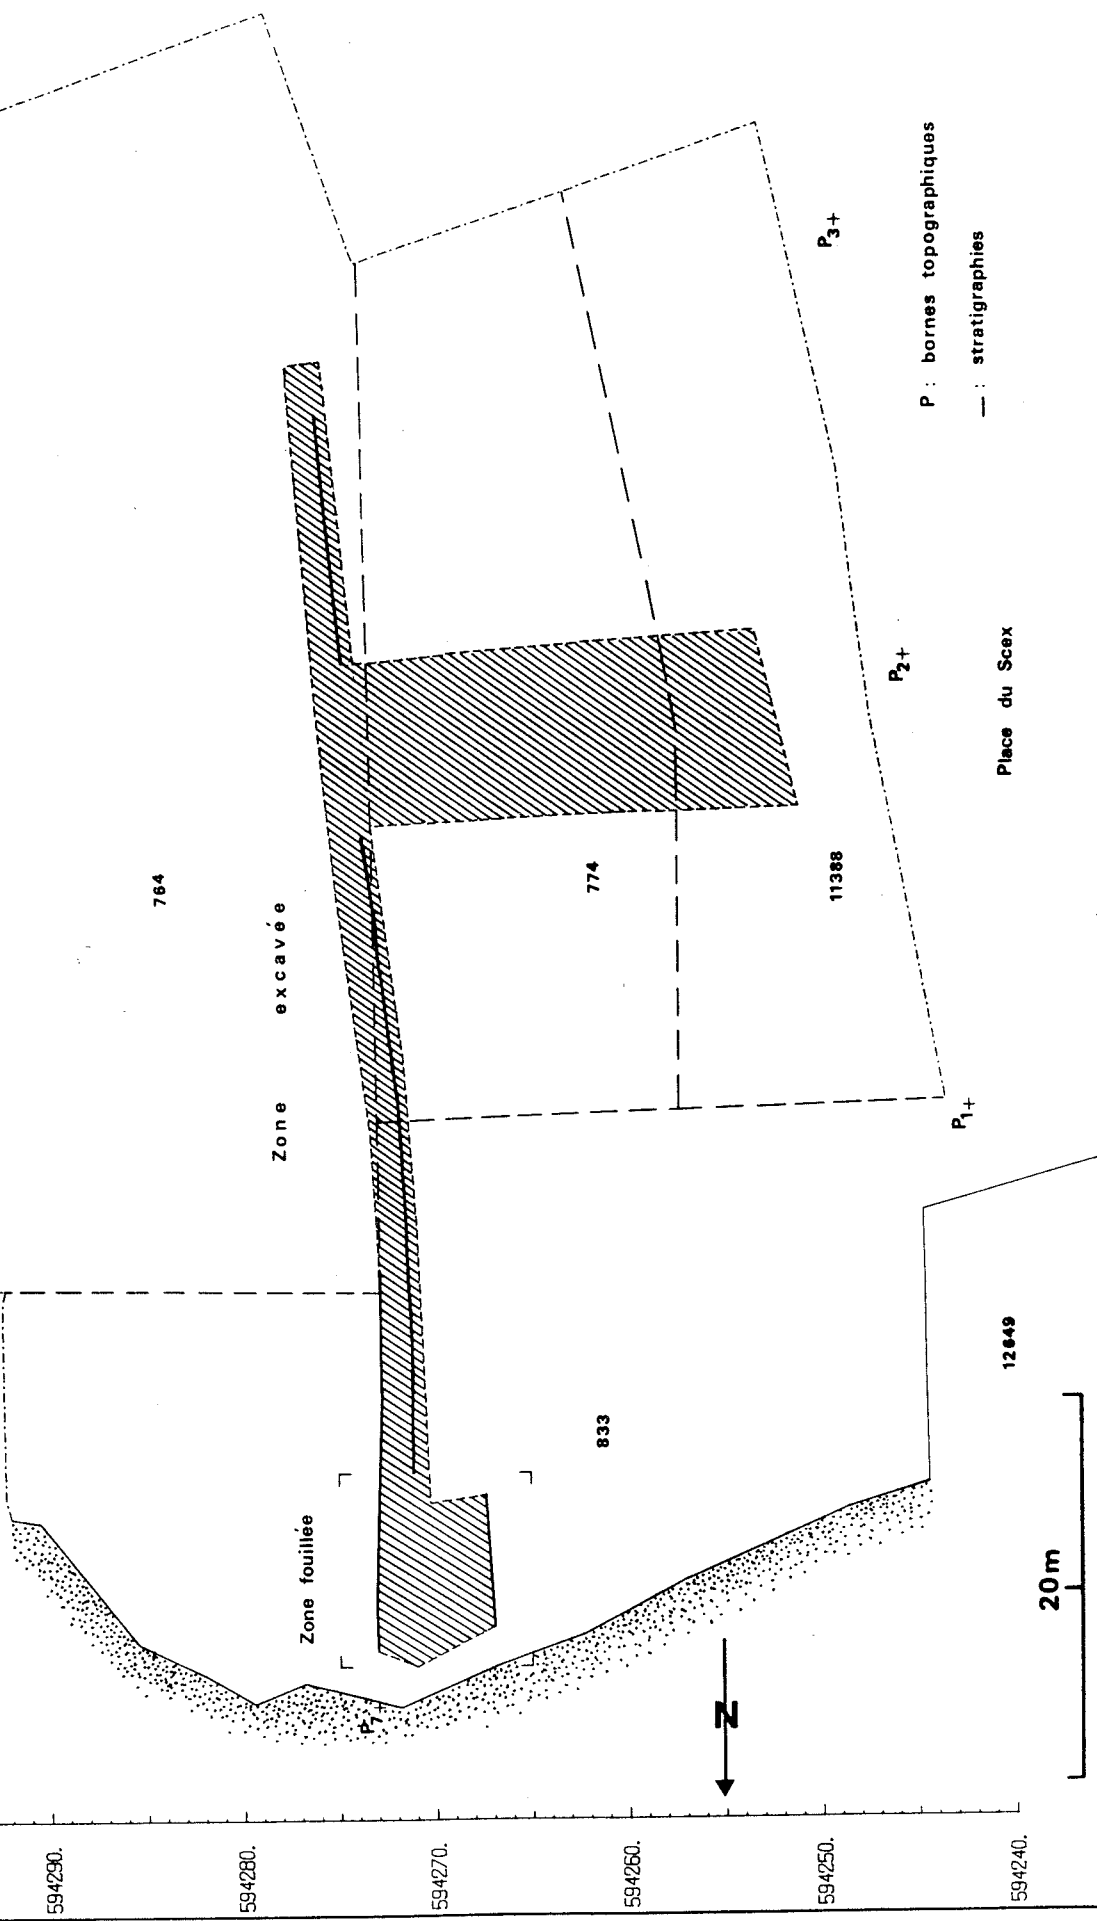 764
Zone excavée
774
11388
P3+
P2+
P1+
P : bornes topographiques
— : stratigraphies
Place du Scex
833
12649
Zone fouillée
P7+
N
20m
594290.
594280.
594270.
594260.
594250.
594240.